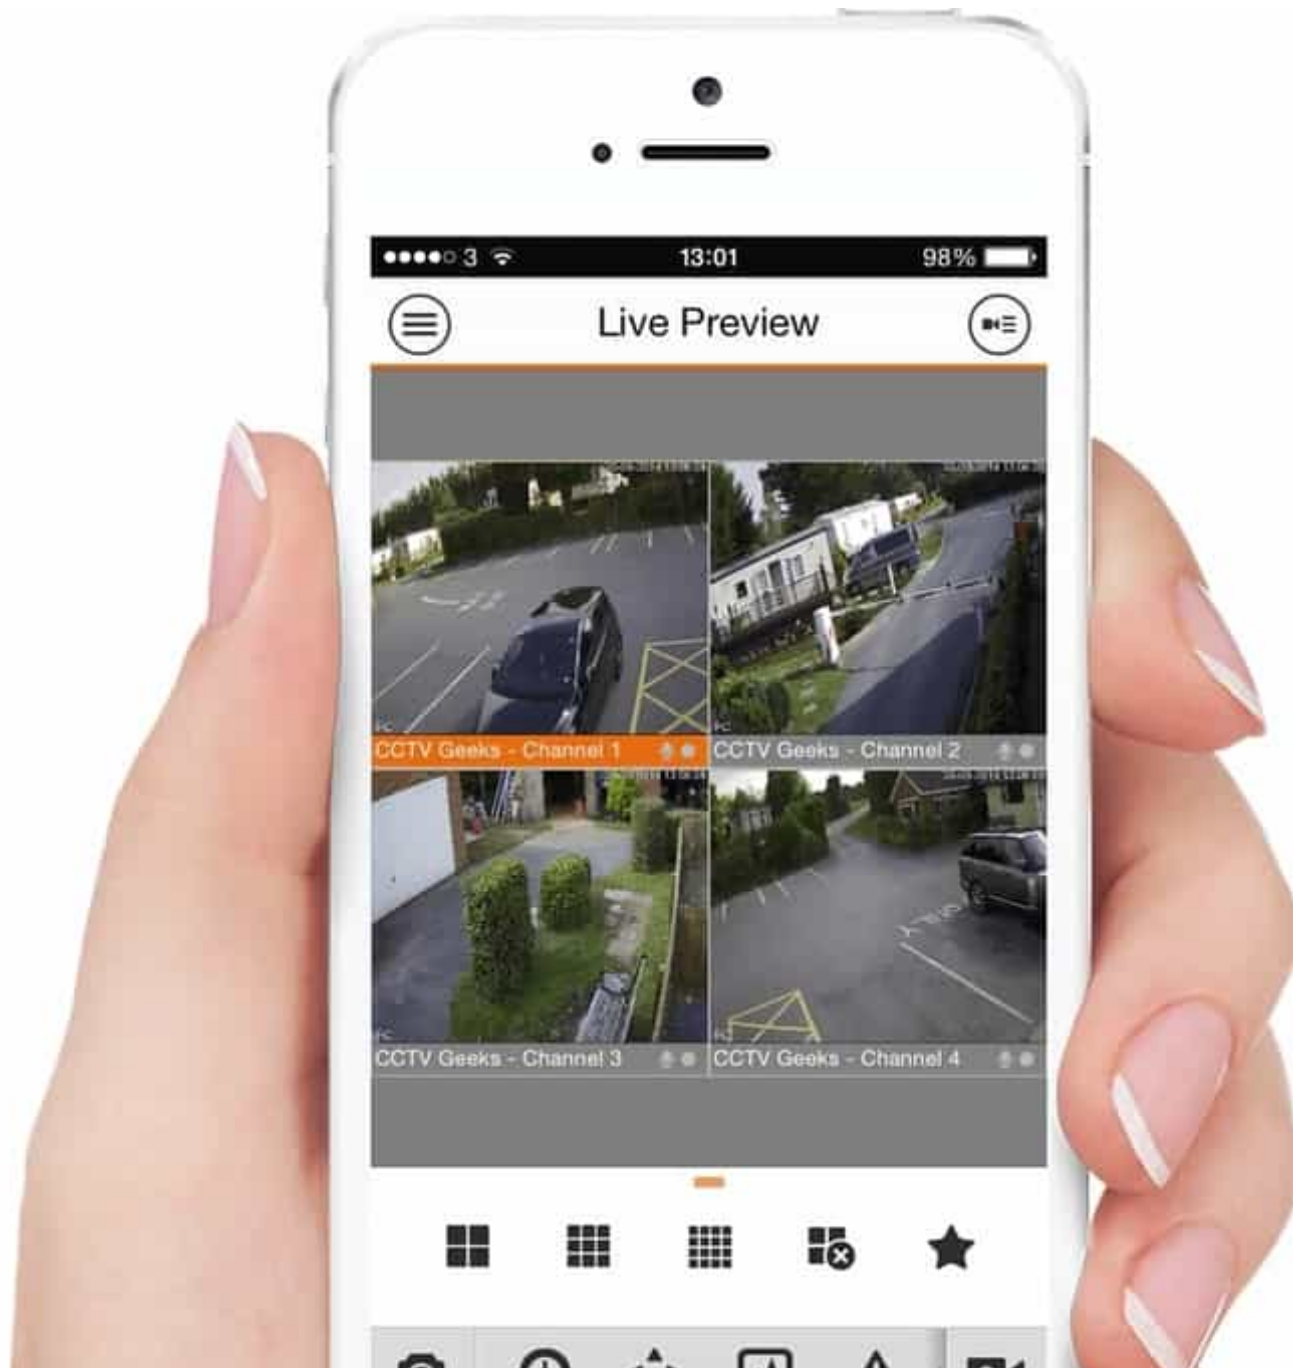 3 13:01 98%
Live Preview
CCTV Geeks - Channel 1
CCTV Geeks - Channel 2
ONLY
CCTV Geeks - Channel 3
CCTV Geeks - Channel 4